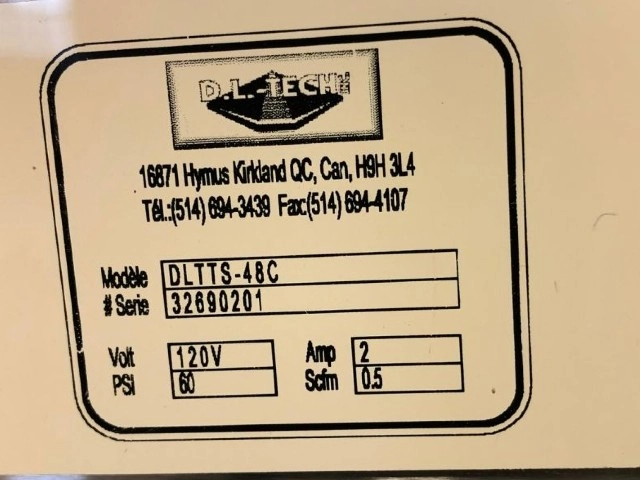 D.L.-TECH INC
16871 Hymus Kirkland QC, Can, H9H 3L4
Tél.:(514) 694-3439 Fax:(514) 694-4107
Modèle DLTTS-48C
# Serie 32690201
Volt 120V Amp 2
PSI 60 Scfm 0.5